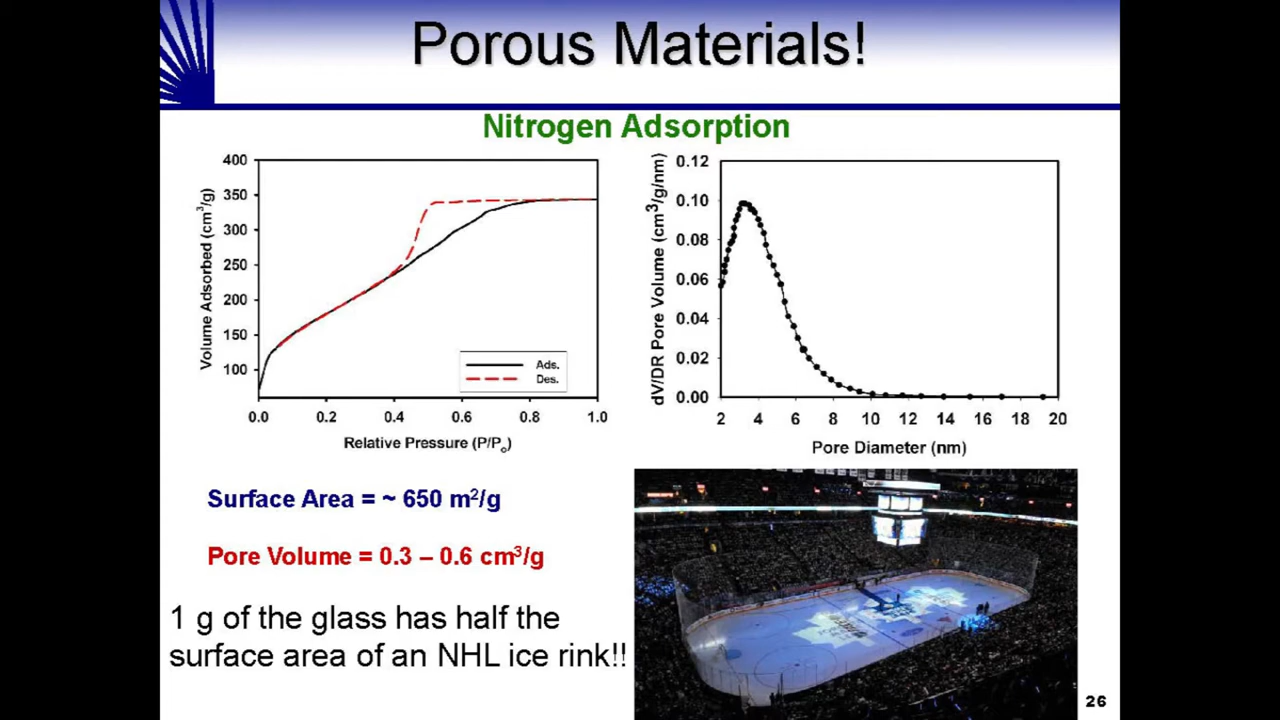 Porous Materials!
Nitrogen Adsorption
Volume Adsorbed (cm³/g)
400
350
300
250
200
150
100
0.0 0.2 0.4 0.6 0.8 1.0
Relative Pressure (P/Pₒ)
Ads.
Des.
dV/DR Pore Volume (cm³/g/nm)
0.12
0.10
0.08
0.06
0.04
0.02
0.00
2 4 6 8 10 12 14 16 18 20
Pore Diameter (nm)
Surface Area = ~ 650 m²/g
Pore Volume = 0.3 – 0.6 cm³/g
1 g of the glass has half the
surface area of an NHL ice rink!!
26